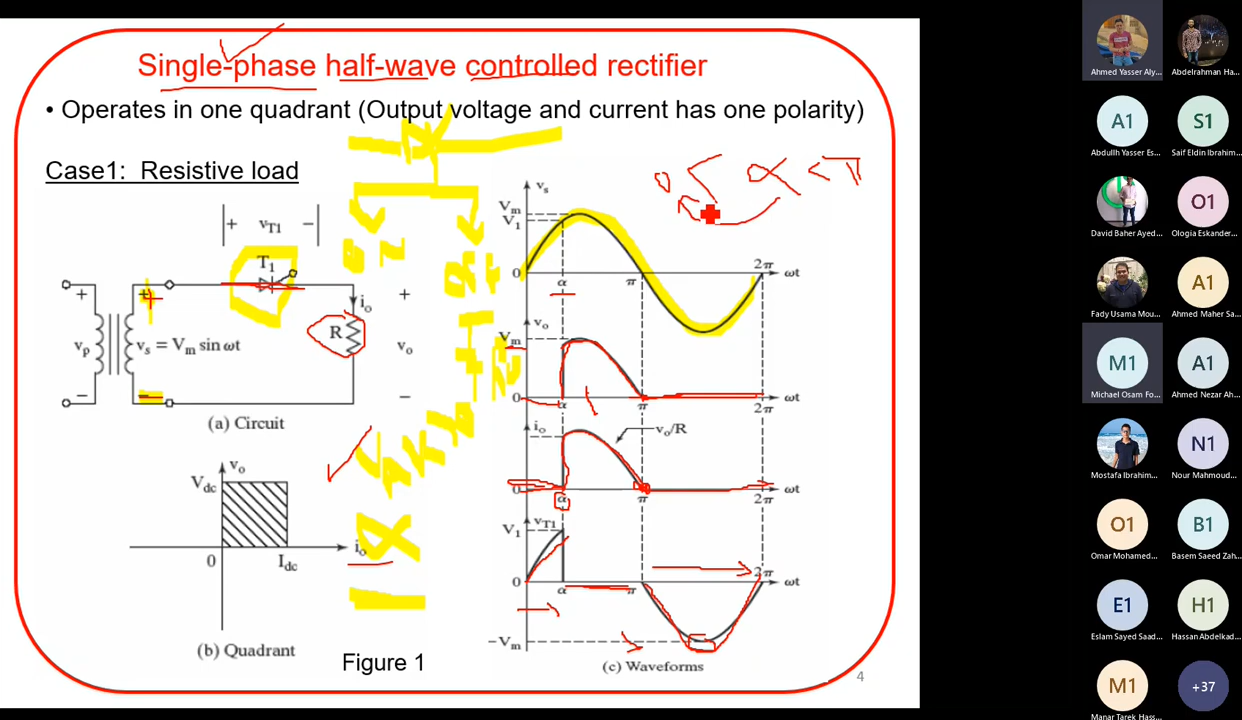 Single-phase half-wave controlled rectifier
• Operates in one quadrant (Output voltage and current has one polarity)
Case1: Resistive load
0 ≤ α < π
+ vT1 −
T1
+
+
io
+
vp
vs = Vm sin ωt
R
vo
−
−
−
(a) Circuit
vo
Vdc
0
Idc
io
(b) Quadrant
Figure 1
vs
Vm
V1
0
α
π
2π
ωt
vo
Vm
0
α
π
2π
ωt
io
vo/R
0
α
π
2π
ωt
vT1
V1
0
α
π
2π
ωt
−Vm
(c) Waveforms
4
Ahmed Yasser Aly...
Abdelrahman Ha...
A1
S1
Abdullh Yasser Es...
Saif Eldin Ibrahim...
O1
David Baher Ayed...
Ologia Eskander...
A1
Fady Usama Mou...
Ahmed Maher Sa...
M1
A1
Michael Osam Fo...
Ahmed Nezar Ah...
N1
Mostafa Ibrahim...
Nour Mahmoud...
O1
B1
Omar Mohamed...
Basem Saeed Zah...
E1
H1
Eslam Sayed Saad...
Hassan Abdelkad...
M1
+37
Manar Tarek Hass...